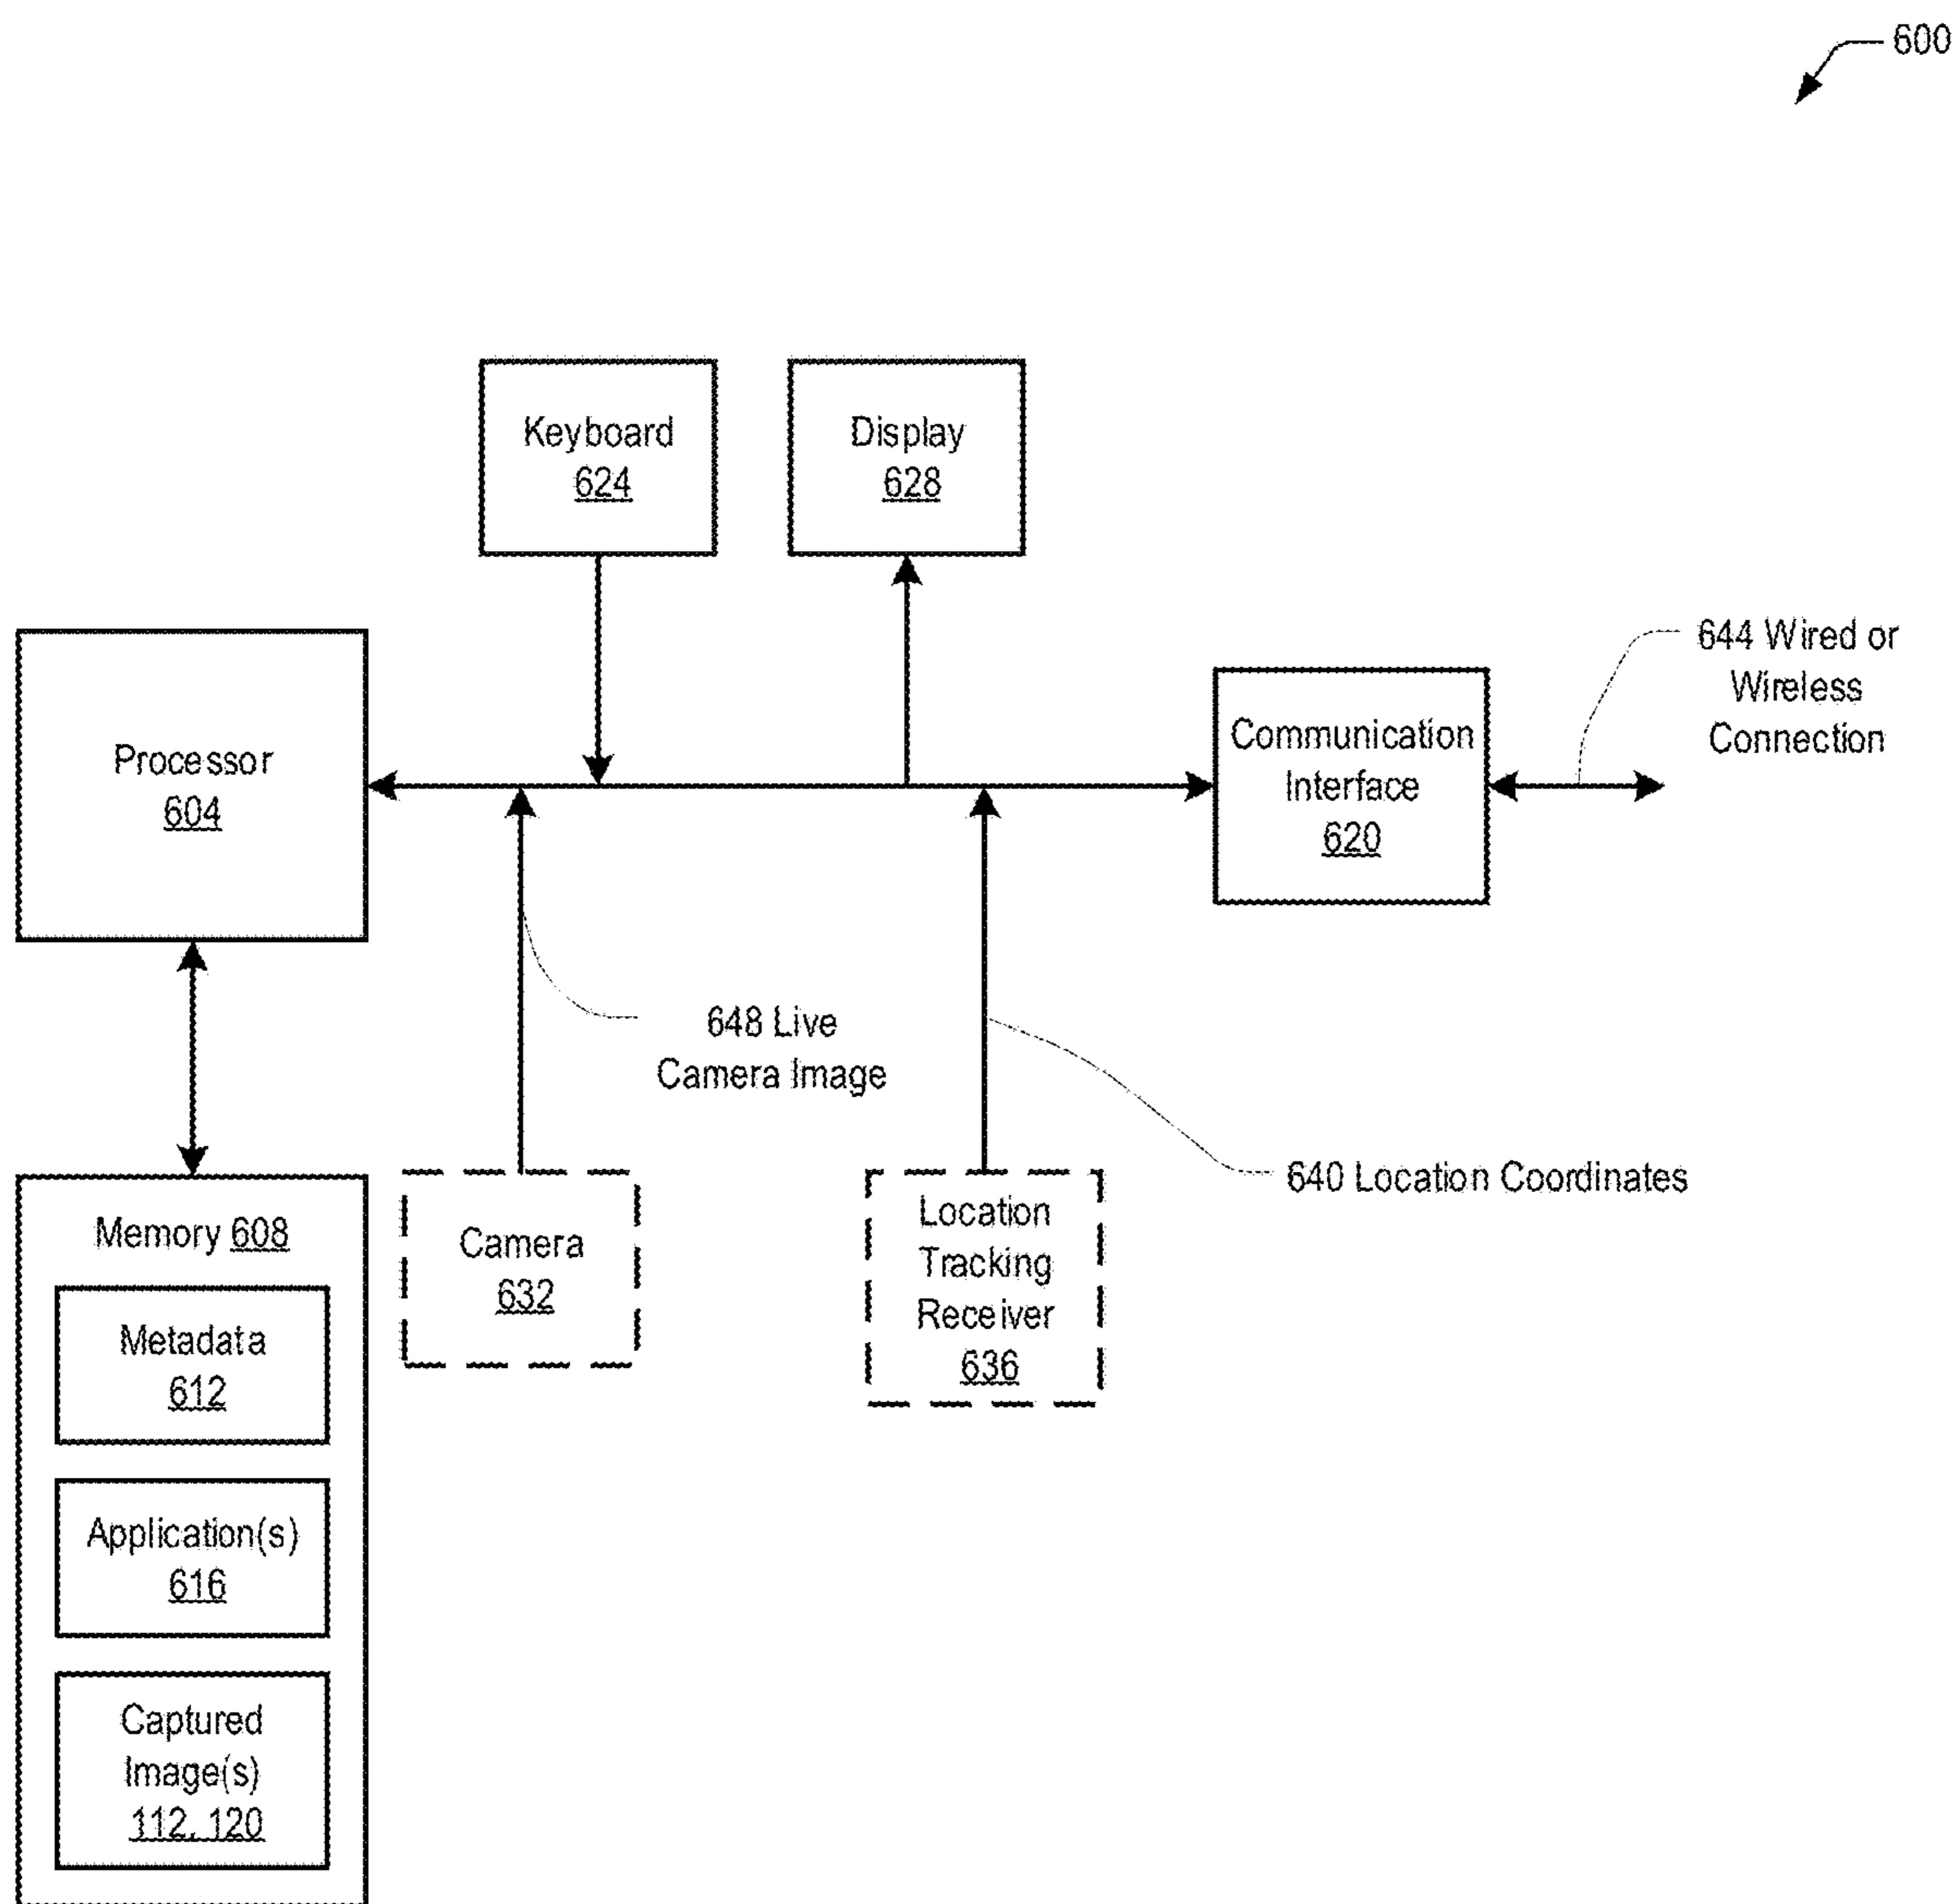 600
Keyboard
624
Display
628
Processor
604
Communication
Interface
620
644 Wired or
Wireless
Connection
648 Live
Camera Image
640 Location Coordinates
Memory 608
Metadata
612
Application(s)
616
Captured
Image(s)
112, 120
Camera
632
Location
Tracking
Receiver
636